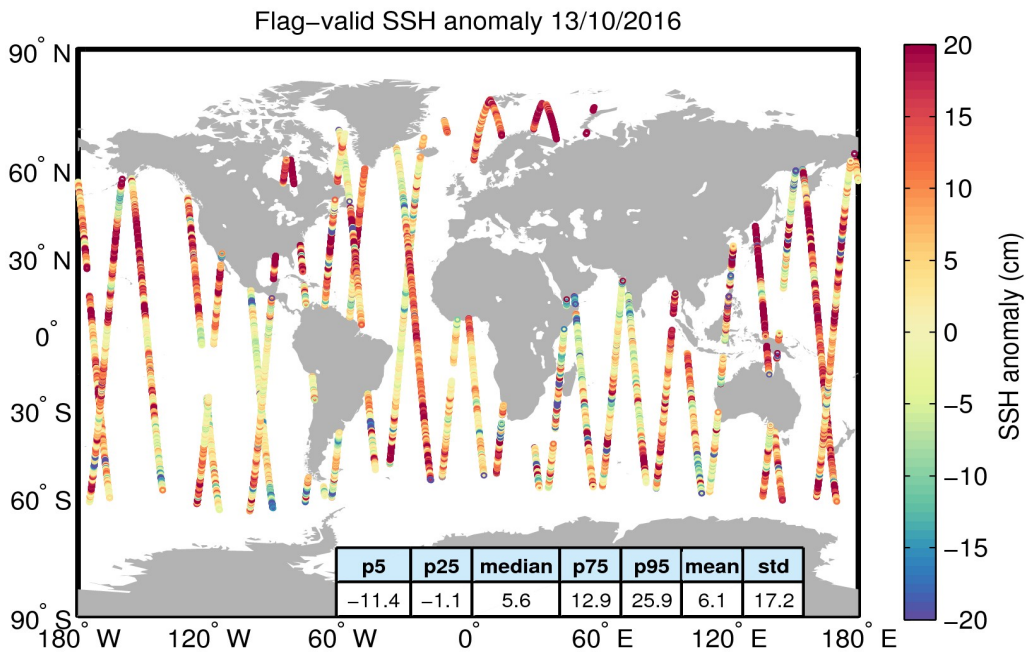 Flag−valid SSH anomaly 13/10/2016
90° N
60° N
30° N
0°
30° S
60° S
90° S
180° W
120° W
60° W
0°
60° E
120° E
180° E
p5 p25 median p75 p95 mean std
−11.4 −1.1 5.6 12.9 25.9 6.1 17.2
20
15
10
5
0
−5
−10
−15
−20
SSH anomaly (cm)